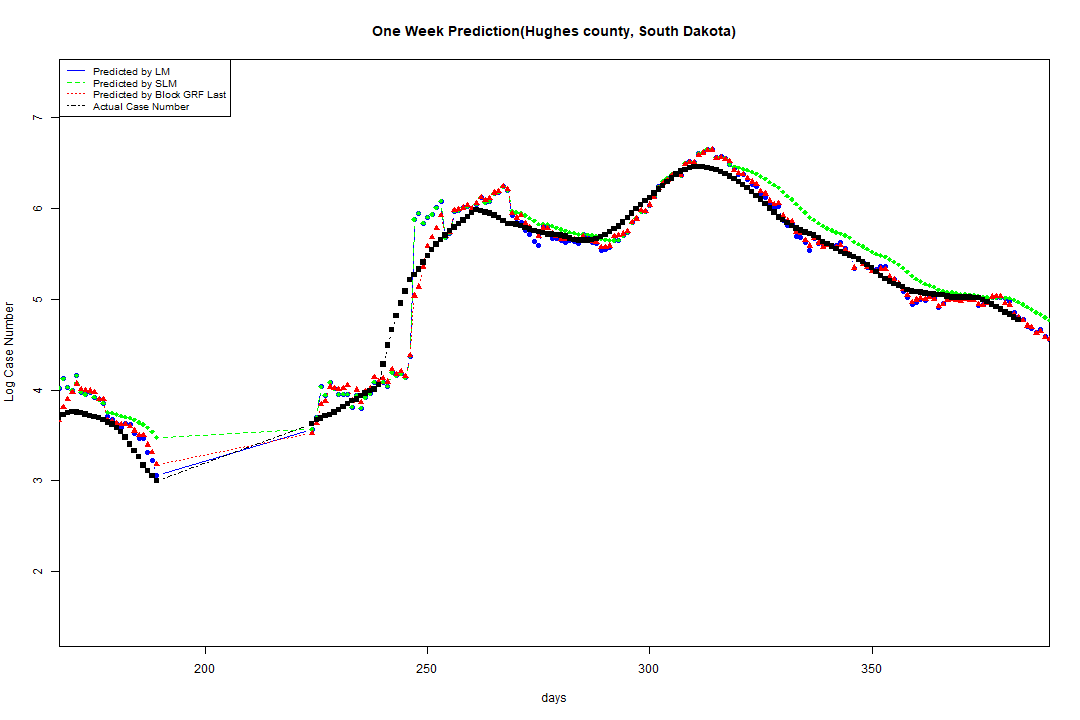 One Week Prediction(Hughes county, South Dakota)
Predicted by LM
Predicted by SLM
Predicted by Block GRF Last
Actual Case Number
Log Case Number
7
6
5
4
3
2
200
250
300
350
days